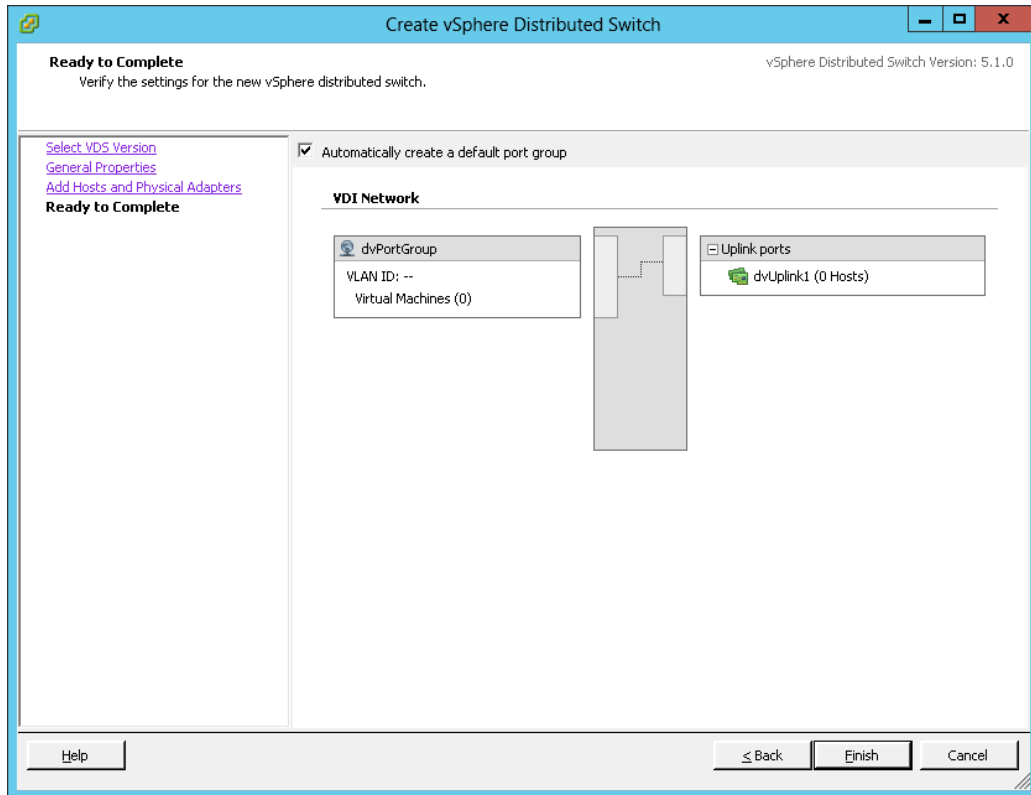 Create vSphere Distributed Switch
Ready to Complete
Verify the settings for the new vSphere distributed switch.
vSphere Distributed Switch Version: 5.1.0
Select VDS Version
General Properties
Add Hosts and Physical Adapters
Ready to Complete
Automatically create a default port group
VDI Network
dvPortGroup
VLAN ID: --
Virtual Machines (0)
Uplink ports
dvUplink1 (0 Hosts)
Help
< Back
Finish
Cancel